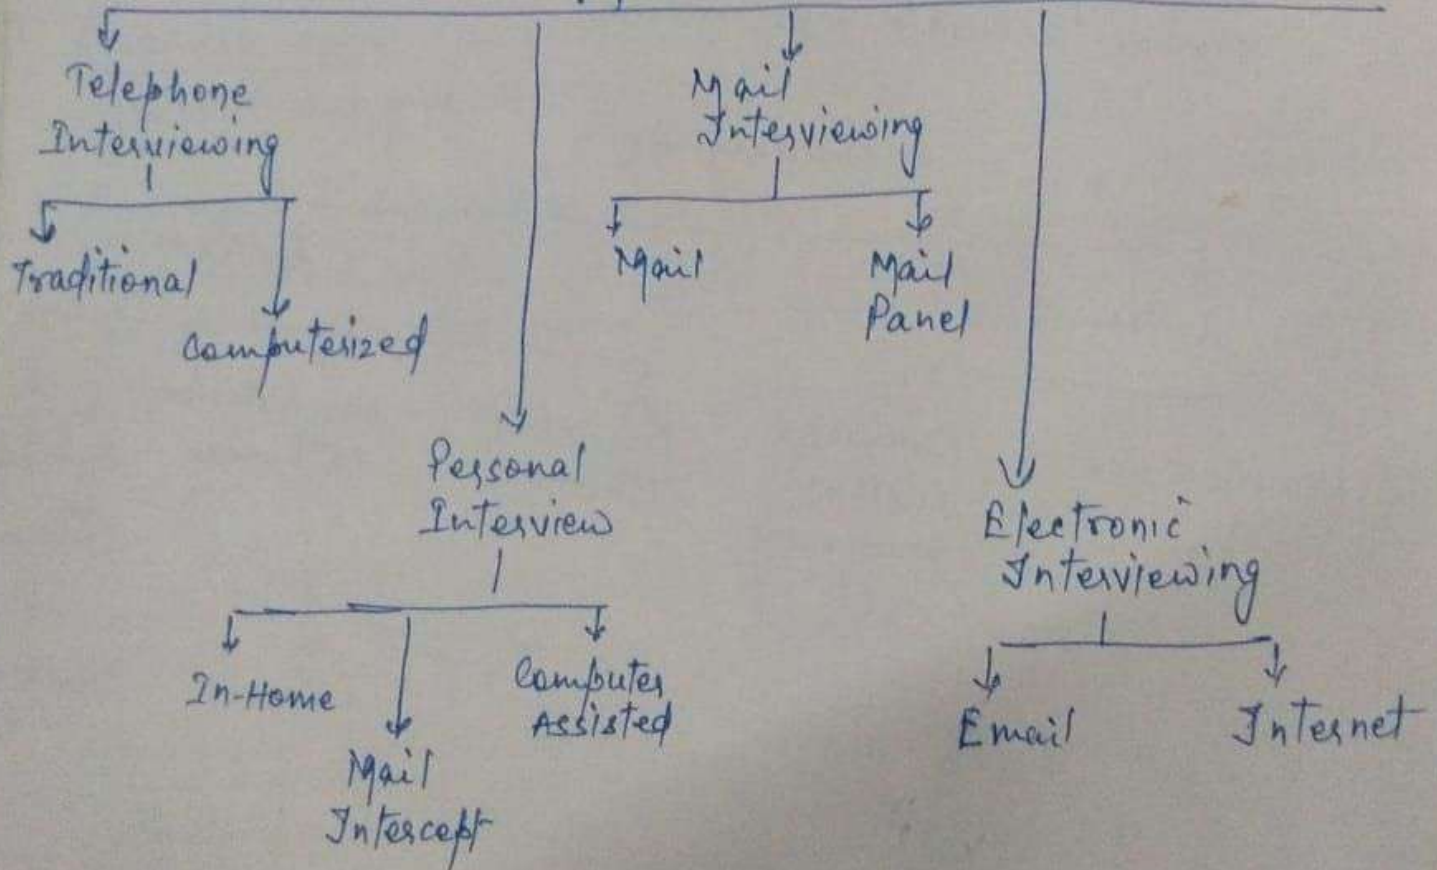 Telephone
Interviewing
Traditional
Computerized
Mail
Interviewing
Mail
Mail
Panel
Personal
Interview
In-Home
Mail
Intercept
Computer
Assisted
Electronic
Interviewing
Email
Internet